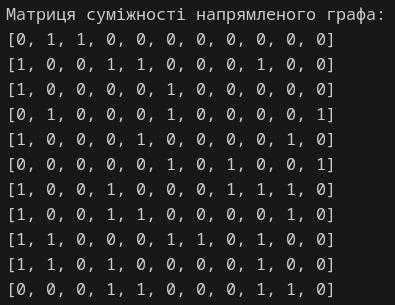 Матриця суміжності напрямленого графа:
[0, 1, 1, 0, 0, 0, 0, 0, 0, 0, 0]
[1, 0, 0, 1, 1, 0, 0, 0, 1, 0, 0]
[1, 0, 0, 0, 0, 1, 0, 0, 0, 0, 0]
[0, 1, 0, 0, 0, 1, 0, 0, 0, 0, 1]
[1, 0, 0, 0, 1, 0, 0, 0, 0, 1, 0]
[0, 0, 0, 0, 0, 1, 0, 1, 0, 0, 1]
[1, 0, 0, 1, 0, 0, 0, 1, 1, 1, 0]
[1, 0, 0, 1, 1, 0, 0, 0, 0, 1, 0]
[1, 1, 0, 0, 0, 1, 1, 0, 1, 0, 0]
[1, 1, 0, 1, 0, 0, 0, 0, 1, 0, 0]
[0, 0, 0, 1, 1, 0, 0, 0, 1, 1, 0]